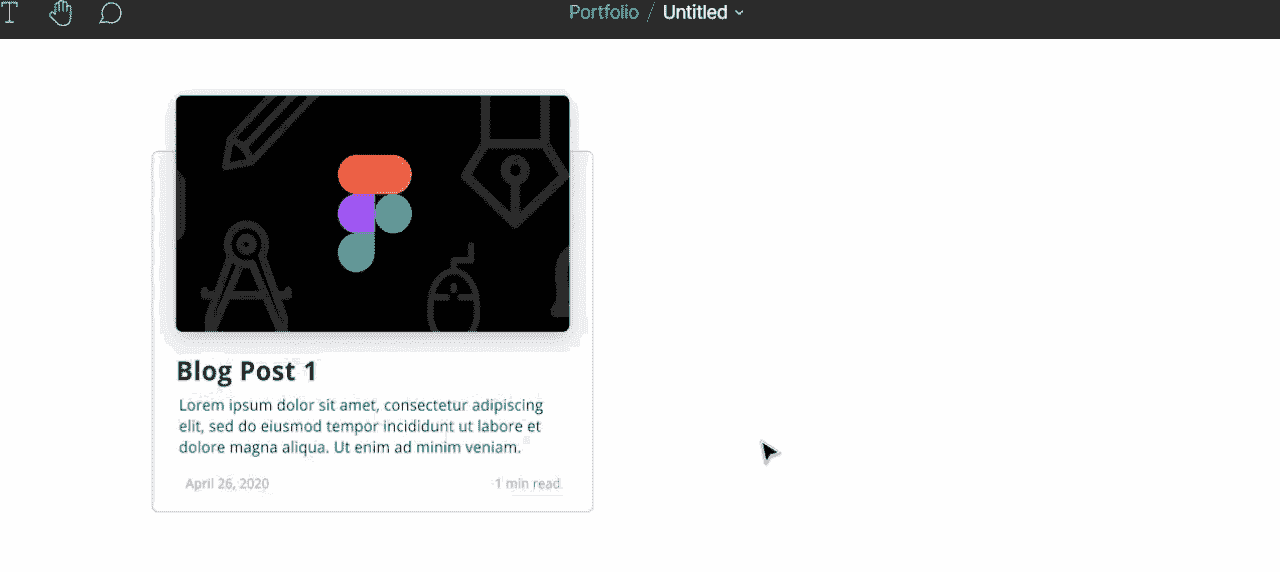 Portfolio / Untitled
Blog Post 1
Lorem ipsum dolor sit amet, consectetur adipiscing
elit, sed do eiusmod tempor incididunt ut labore et
dolore magna aliqua. Ut enim ad minim veniam.
April 26, 2020 1 min read